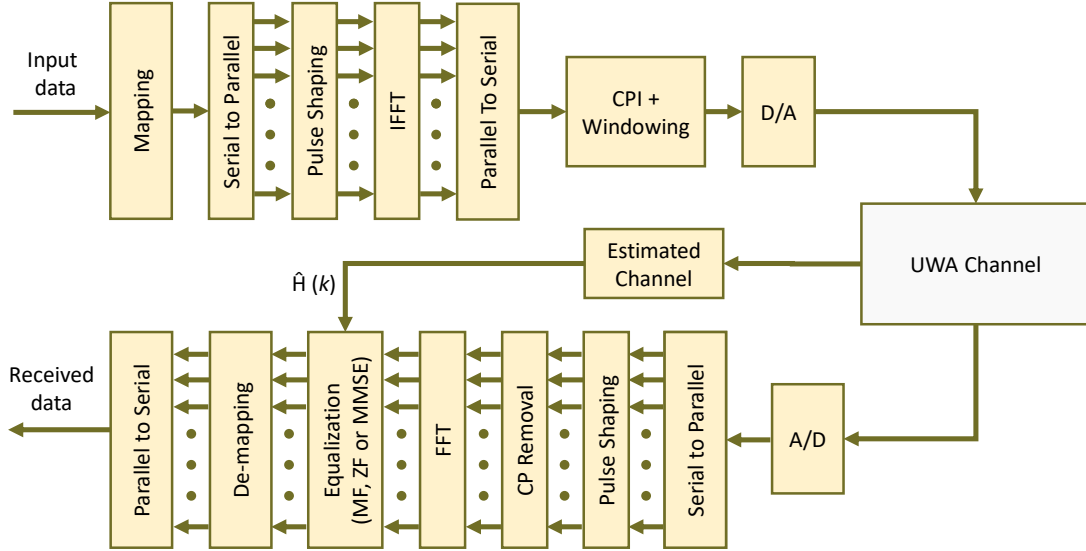 Input
data
Mapping
Serial to Parallel
Pulse Shaping
IFFT
Parallel To Serial
CPI +
Windowing
D/A
UWA Channel
Estimated
Channel
Ĥ (k)
Received
data
Parallel to Serial
De-mapping
Equalization
(MF, ZF or MMSE)
FFT
CP Removal
Pulse Shaping
Serial to Parallel
A/D